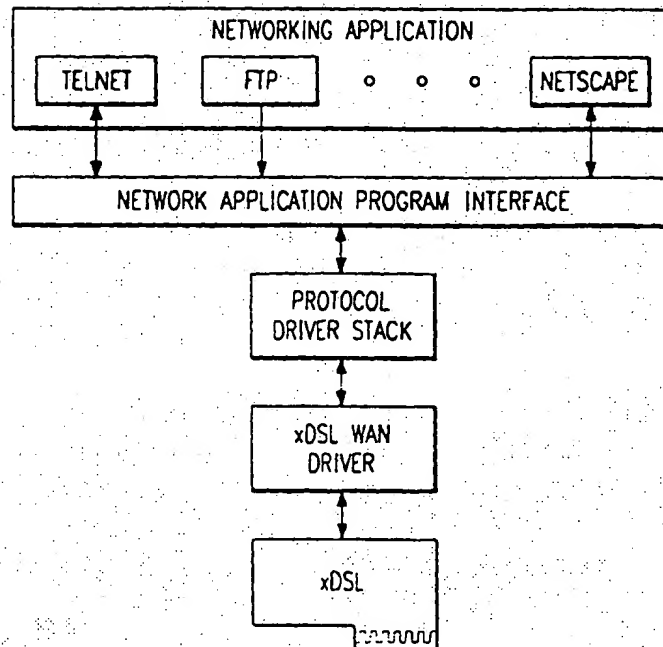 NETWORKING APPLICATION
TELNET
FTP
NETSCAPE
NETWORK APPLICATION PROGRAM INTERFACE
PROTOCOL
DRIVER STACK
xDSL WAN
DRIVER
xDSL